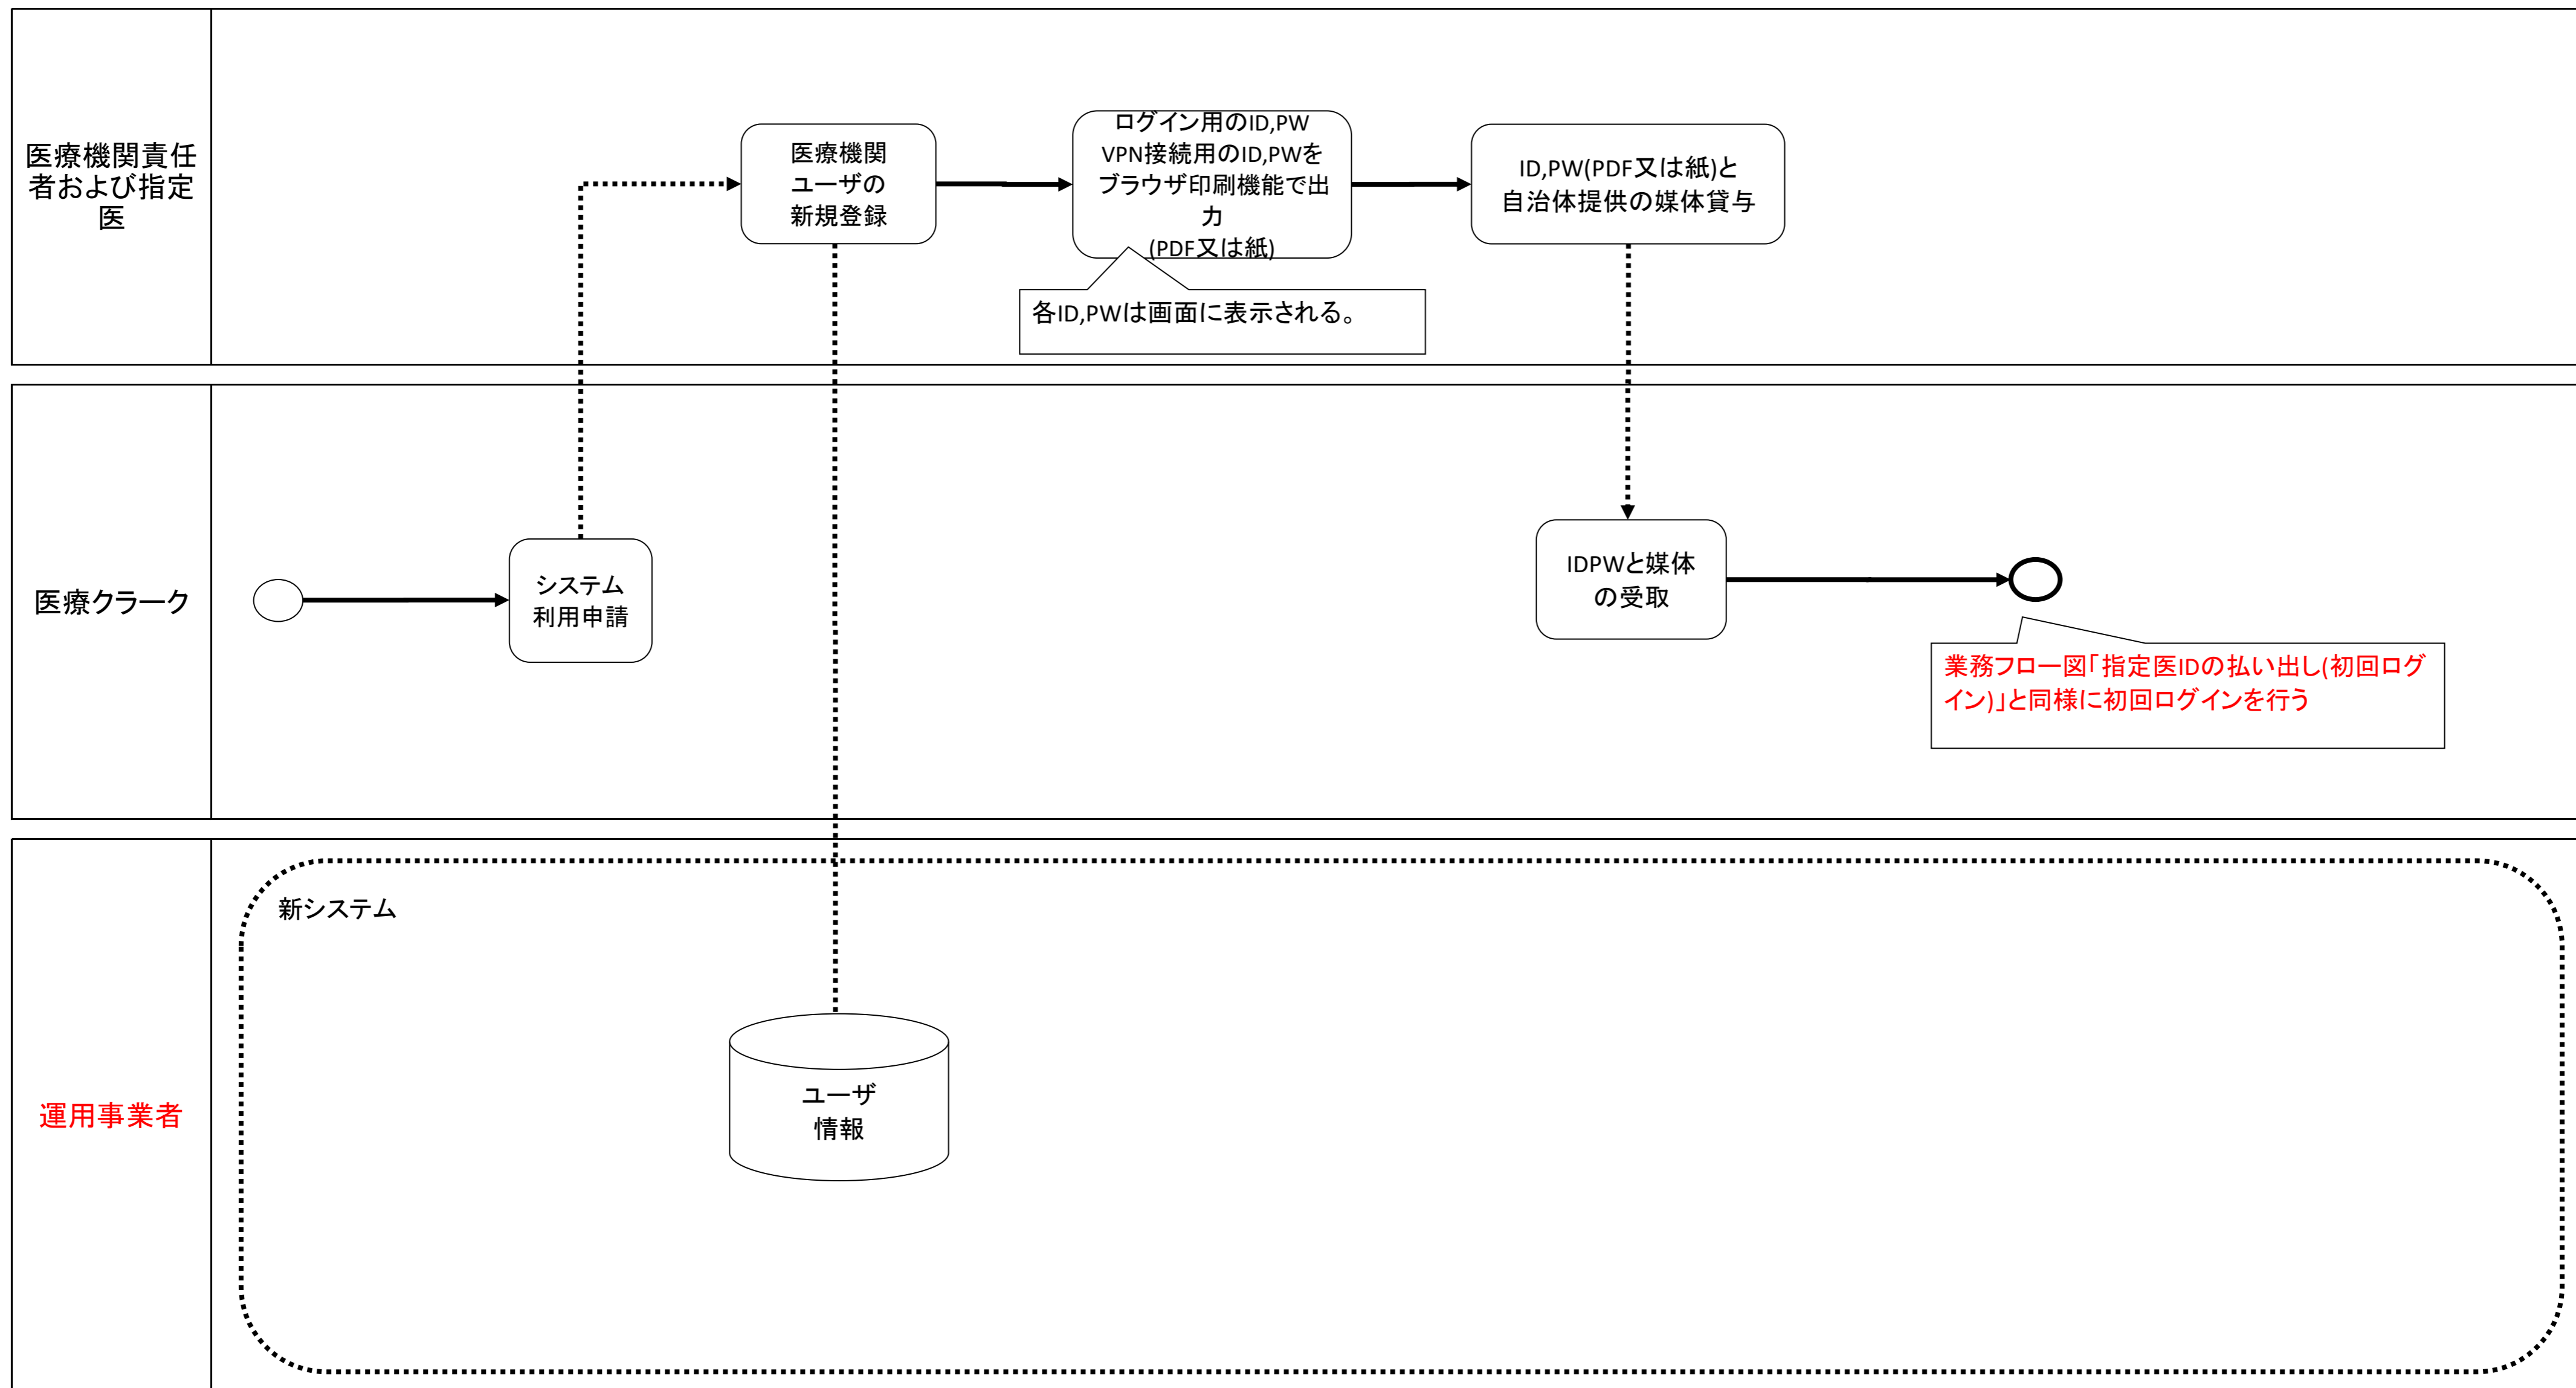 医療機関責任
者および指定
医
医療機関
ユーザの
新規登録
ログイン用のID,PW
VPN接続用のID,PWを
ブラウザ印刷機能で出
力
(PDF又は紙)
ID,PW(PDF又は紙)と
自治体提供の媒体貸与
各ID,PWは画面に表示される。
医療クラーク
システム
利用申請
IDPWと媒体
の受取
業務フロー図「指定医IDの払い出し(初回ログ
イン)」と同様に初回ログインを行う
運用事業者
新システム
ユーザ
情報